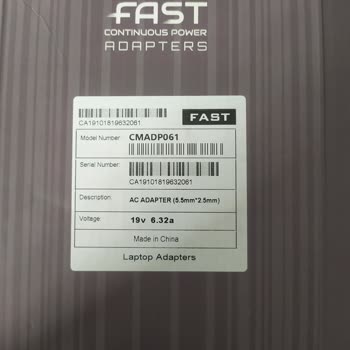 FAST
CONTINUOUS POWER
ADAPTERS
CA19101819632061
FAST
Model Number: CMADP061
Serial Number:
CA19101819632061
Description: AC ADAPTER (5.5mm*2.5mm)
Voltage: 19v 6.32a
Made in China
Laptop Adapters